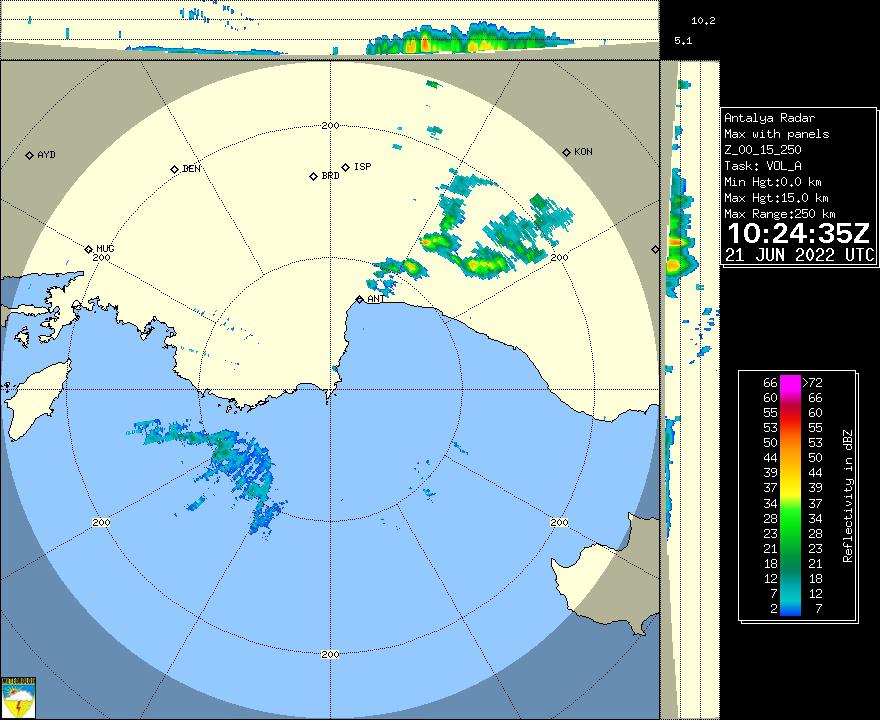 10.2
5.1
Antalya Radar
Max with panels
Z_00_15_250
Task: VOL_A
Min Hgt:0.0 km
Max Hgt:15.0 km
Max Range:250 km
10:24:35Z
21 JUN 2022 UTC
200
AYD
DEN
BRD
ISP
KON
MUG
200
200
ANT
200
200
200
66 >72
60 66
55 60
53 55
50 53
44 50
39 44
37 39
34 37
28 34
23 28
21 23
18 21
12 18
7 12
2 7
Reflectivity in dBZ